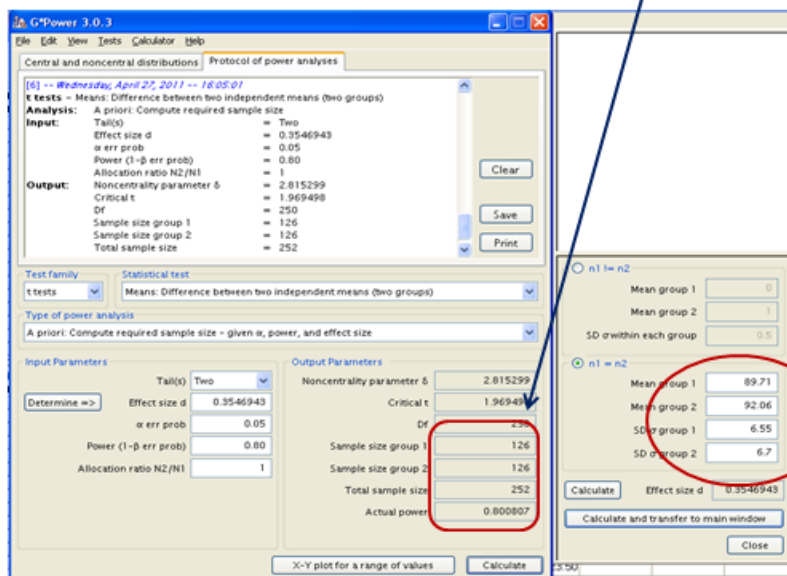 G*Power 3.0.3
File Edit View Tests Calculator Help
Central and noncentral distributions Protocol of power analyses
[6] -- Wednesday, April 27, 2011 -- 16:05:01
t tests - Means: Difference between two independent means (two groups)
Analysis: A priori: Compute required sample size
Input: Tail(s) = Two
Effect size d = 0.3546943
α err prob = 0.05
Power (1-β err prob) = 0.80
Allocation ratio N2/N1 = 1
Output: Noncentrality parameter δ = 2.815299
Critical t = 1.969498
Df = 250
Sample size group 1 = 126
Sample size group 2 = 126
Total sample size = 252
Clear
Save
Print
Test family Statistical test
t tests Means: Difference between two independent means (two groups)
Type of power analysis
A priori: Compute required sample size - given α, power, and effect size
Input Parameters
Tail(s) Two
Determine => Effect size d 0.3546943
α err prob 0.05
Power (1-β err prob) 0.80
Allocation ratio N2/N1 1
Output Parameters
Noncentrality parameter δ 2.815299
Critical t 1.969498
Df 250
Sample size group 1 126
Sample size group 2 126
Total sample size 252
Actual power 0.800807
X-Y plot for a range of values Calculate
n1 != n2
Mean group 1 0
Mean group 2 1
SD σ within each group 0.5
n1 = n2
Mean group 1 89.71
Mean group 2 92.06
SD σ group 1 6.55
SD σ group 2 6.7
Calculate Effect size d 0.3546943
Calculate and transfer to main window
Close